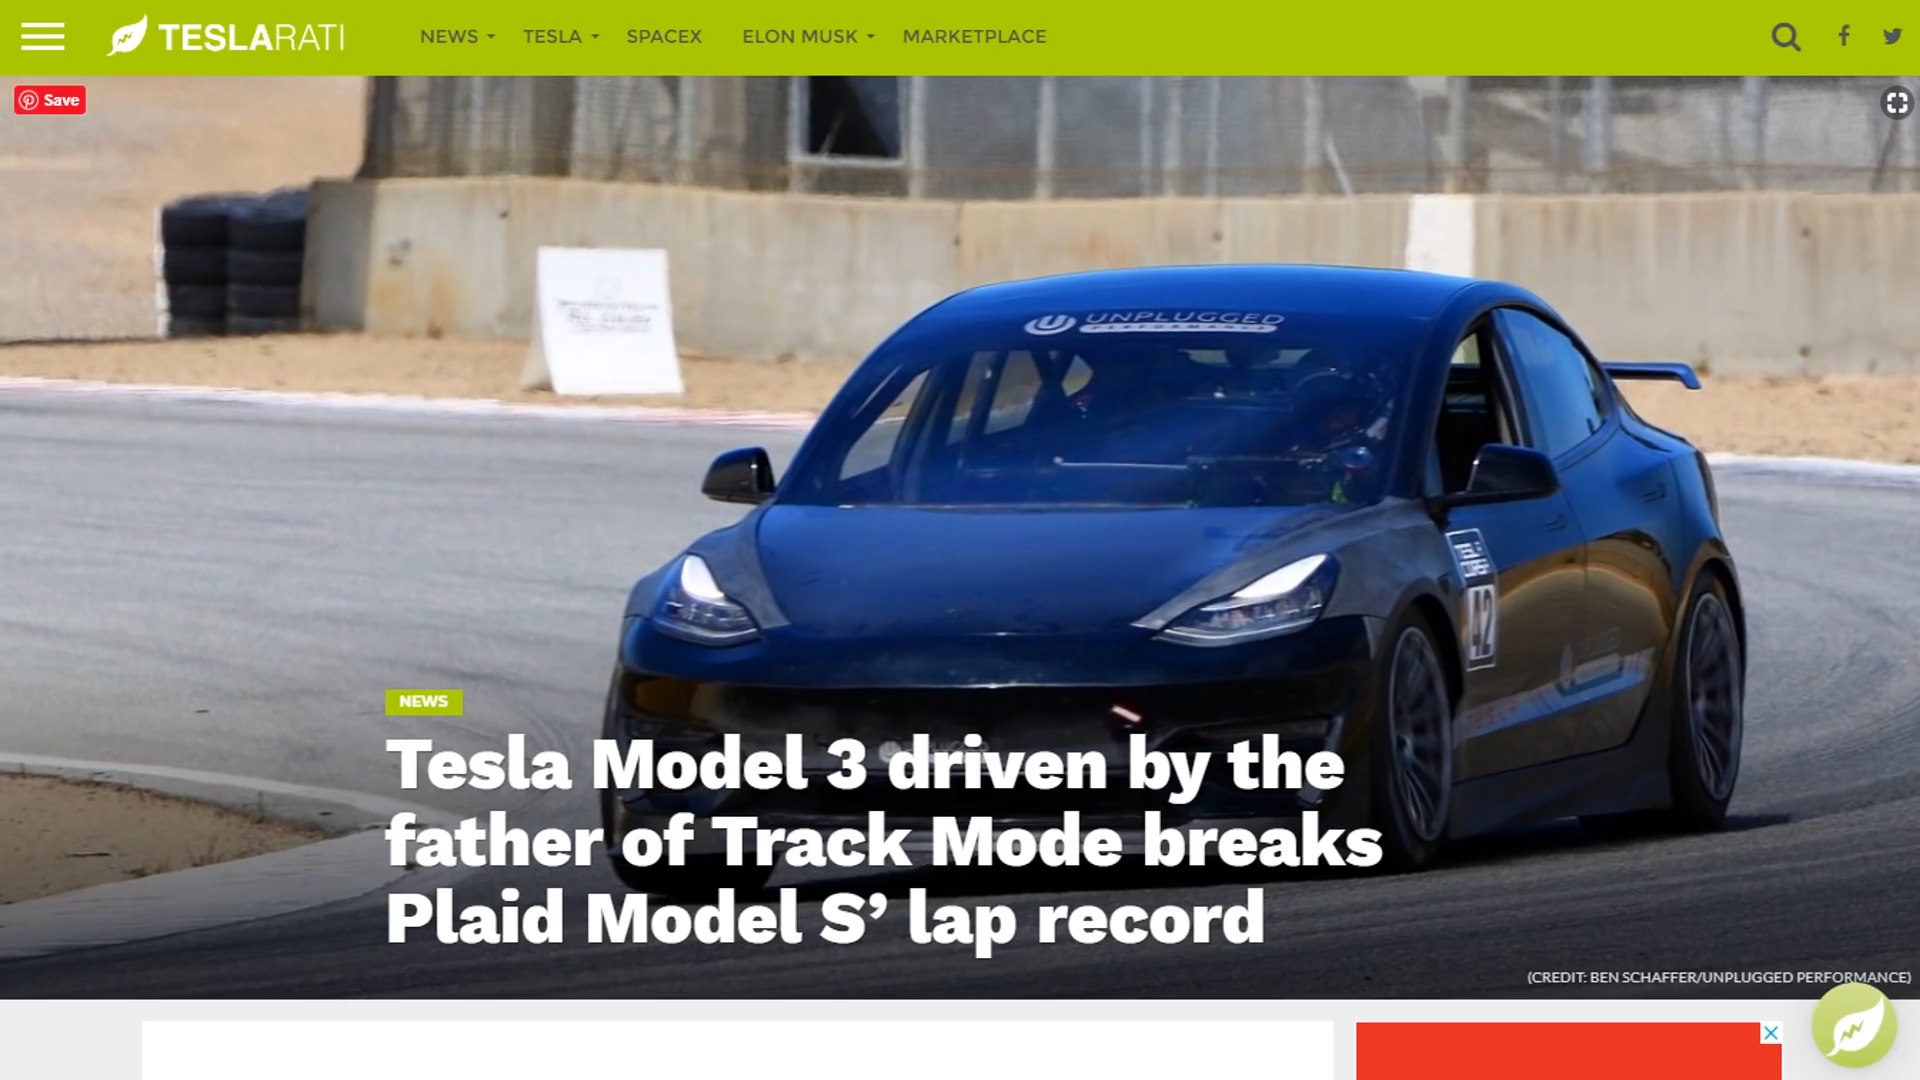 TESLARATI
NEWS
TESLA
SPACEX
ELON MUSK
MARKETPLACE
Save
UNPLUGGED
PERFORMANCE
42
NEWS
Tesla Model 3 driven by the
father of Track Mode breaks
Plaid Model S’ lap record
(CREDIT: BEN SCHAFFER/UNPLUGGED PERFORMANCE)